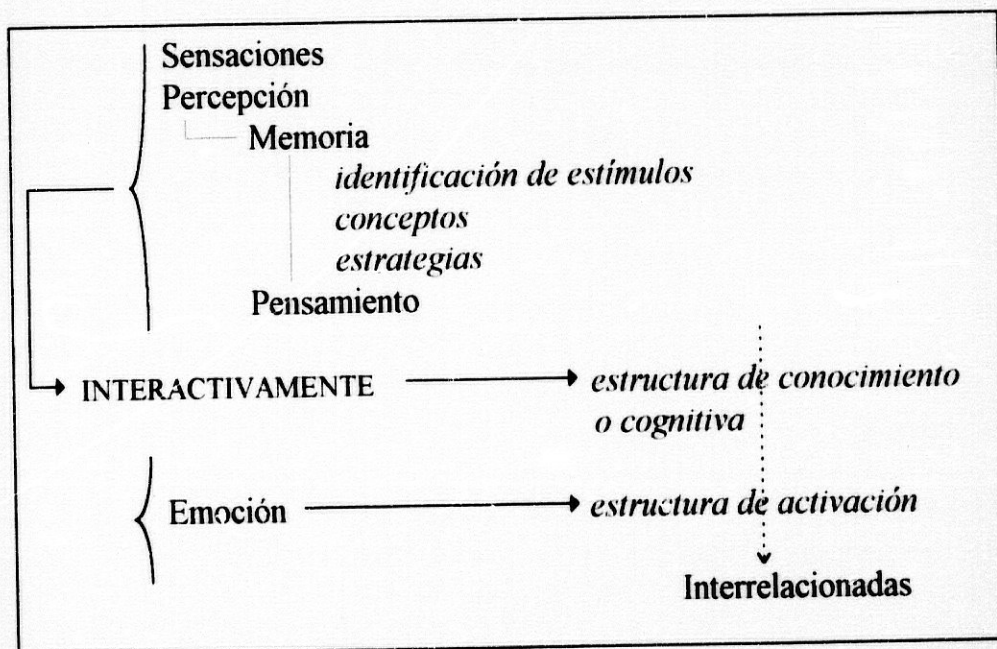 Sensaciones
Percepción
Memoria
identificación de estímulos
conceptos
estrategias
Pensamiento
INTERACTIVAMENTE
estructura de conocimiento
o cognitiva
Emoción
estructura de activación
Interrelacionadas